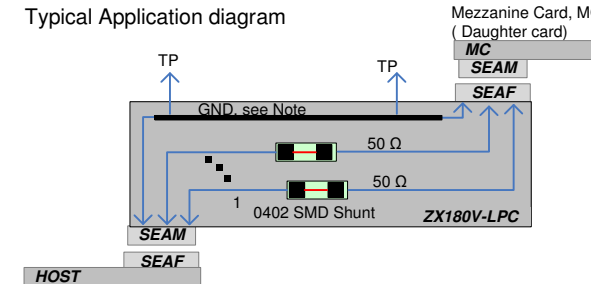 Typical Application diagram
Mezzanine Card, M
( Daughter card)
MC
SEAM
SEAF
TP
TP
GND, see Note
50 Ω
50 Ω
1
0402 SMD Shunt
ZX180V-LPC
SEAM
SEAF
HOST